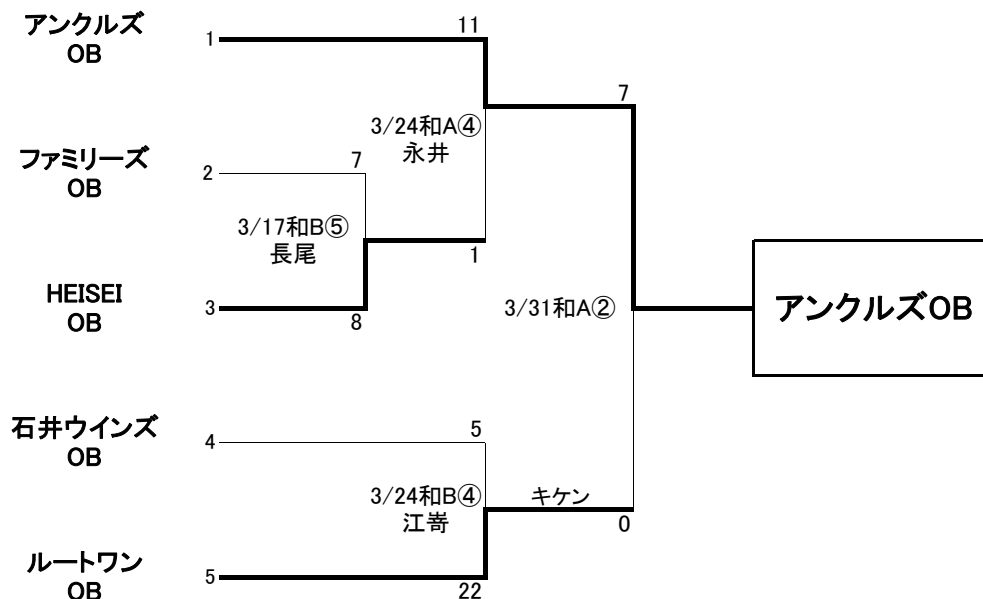 アンクルズ
OB
1
11
7
3/24和A④
永井
ファミリーズ
OB
2
7
3/17和B⑤
長尾
1
HEISEI
OB
3
8
3/31和A②
アンクルズOB
石井ウインズ
OB
4
5
3/24和B④
江嵜
キケン
0
ルートワン
OB
5
22